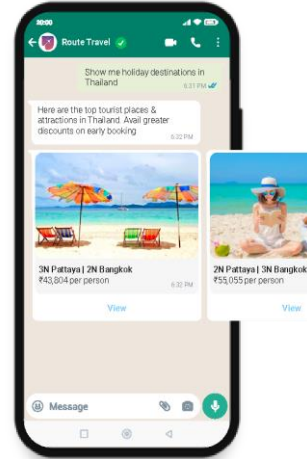 20:00
Route Travel
Show me holiday destinations in
Thailand
6:31 PM
Here are the top tourist places &
attractions in Thailand. Avail greater
discounts on early booking
6:32 PM
3N Pattaya | 2N Bangkok
₹43,804 per person
6:32 PM
View
2N Pattaya | 3N Bangkok
₹55,055 per person
View
Message